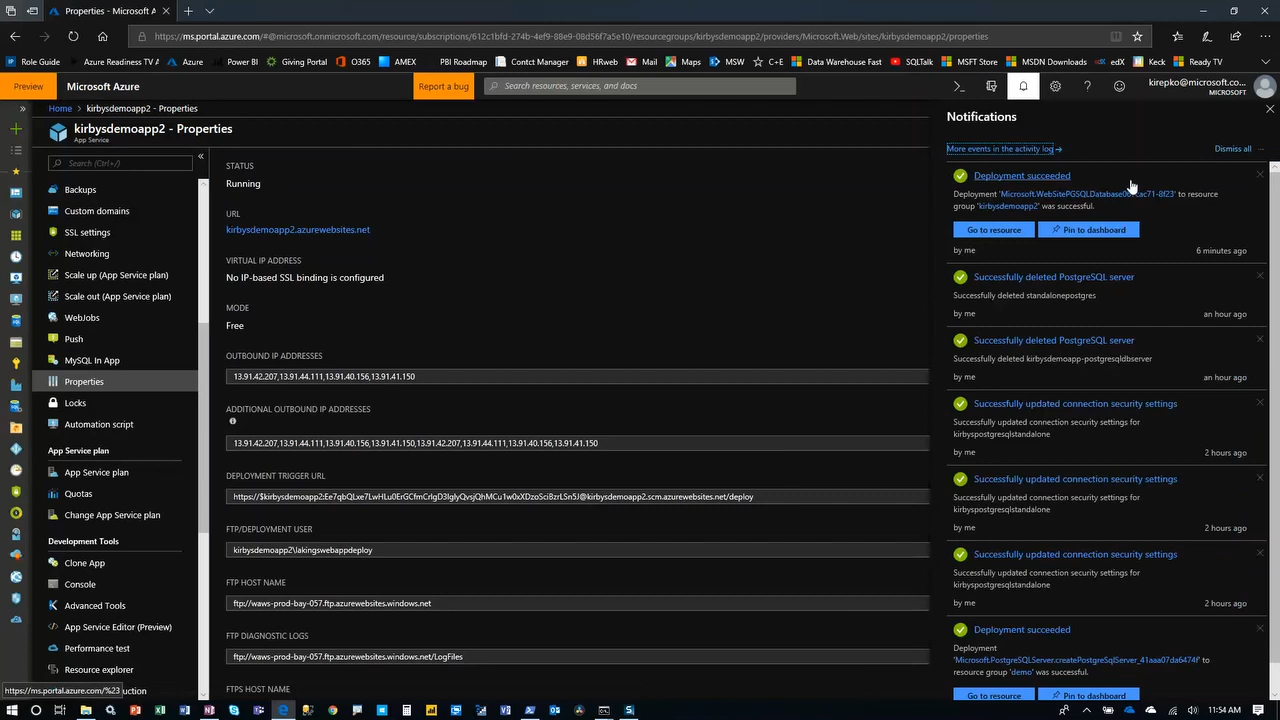 Properties - Microsoft Az
https://ms.portal.azure.com/#@microsoft.onmicrosoft.com/resource/subscriptions/612c1bfd-274b-4ef9-88e9-08d56f7a5e10/resourcegroups/kirbysdemoapp2/providers/Microsoft.Web/sites/kirbysdemoapp2/properties
Role Guide
Azure Readiness TV A
Azure
Power BI
Giving Portal
O365
AMEX
PBI Roadmap
Contct Manager
HRweb
Mail
Maps
MSW
C+E
Data Warehouse Fast
SQLTalk
MSFT Store
MSDN Downloads
edX
Keck
Ready TV
Preview
Microsoft Azure
Report a bug
Search resources, services, and docs
kirepko@microsoft.co...
MICROSOFT
Home
kirbysdemoapp2 - Properties
kirbysdemoapp2 - Properties
App Service
Search (Ctrl+/)
Backups
Custom domains
SSL settings
Networking
Scale up (App Service plan)
Scale out (App Service plan)
WebJobs
Push
MySQL In App
Properties
Locks
Automation script
App Service plan
App Service plan
Quotas
Change App Service plan
Development Tools
Clone App
Console
Advanced Tools
App Service Editor (Preview)
Performance test
Resource explorer
https://ms.portal.azure.com/%23
uction
STATUS
Running
URL
kirbysdemoapp2.azurewebsites.net
VIRTUAL IP ADDRESS
No IP-based SSL binding is configured
MODE
Free
OUTBOUND IP ADDRESSES
13.91.42.207,13.91.44.111,13.91.40.156,13.91.41.150
ADDITIONAL OUTBOUND IP ADDRESSES
13.91.42.207,13.91.44.111,13.91.40.156,13.91.41.150,13.91.42.207,13.91.44.111,13.91.40.156,13.91.41.150
DEPLOYMENT TRIGGER URL
FTP/DEPLOYMENT USER
kirbysdemoapp2\lakingswebappdeploy
FTP HOST NAME
ftp://waws-prod-bay-057.ftp.azurewebsites.windows.net
FTP DIAGNOSTIC LOGS
ftp://waws-prod-bay-057.ftp.azurewebsites.windows.net/LogFiles
FTPS HOST NAME
Notifications
More events in the activity log →
Dismiss all
Deployment succeeded
Deployment
to resource
group 'kirbysdemoapp2' was successful.
Go to resource
Pin to dashboard
by me
6 minutes ago
Successfully deleted PostgreSQL server
Successfully deleted standalonepostgres
by me
an hour ago
Successfully deleted PostgreSQL server
Successfully deleted kirbysdemoapp-postgresqldbserver
by me
an hour ago
Successfully updated connection security settings
Successfully updated connection security settings for
kirbyspostgresqlstandalone
by me
2 hours ago
Successfully updated connection security settings
Successfully updated connection security settings for
kirbyspostgresqlstandalone
by me
2 hours ago
Successfully updated connection security settings
Successfully updated connection security settings for
kirbyspostgresqlstandalone
by me
2 hours ago
Deployment succeeded
Deployment
'Microsoft.PostgreSQLServer.createPostgreSqlServer_41aaa07da6474f' to
resource group 'demo' was successful.
Go to resource
Pin to dashboard
11:54 AM